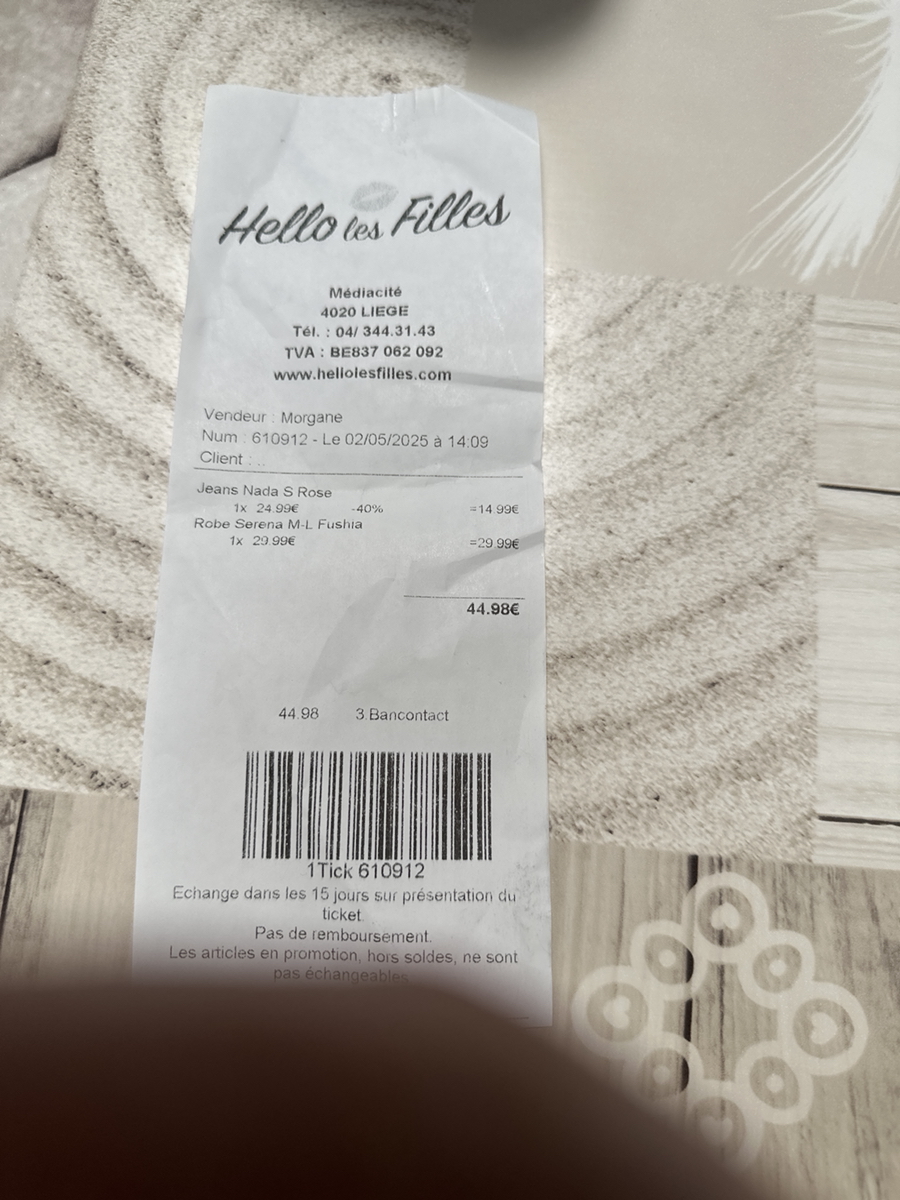 Hello les Filles
Médiacité
4020 LIEGE
Tél. : 04/ 344.31.43
TVA : BE837 062 092
www.hellolesfilles.com
Vendeur : Morgane
Num : 610912 - Le 02/05/2025 à 14:09
Client : ...
Jeans Nada S Rose
1x 24.99€ -40% =14.99€
Robe Serena M-L Fushia
1x 29.99€ =29.99€
44.98€
44.98 3.Bancontact
1Tick 610912
Echange dans les 15 jours sur présentation du
ticket.
Pas de remboursement.
Les articles en promotion, hors soldes, ne sont
pas échangeables.